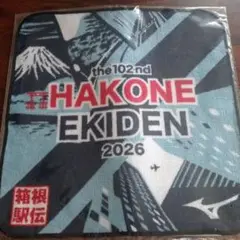 the 102nd
HAKONE
EKIDEN
2026
箱根
駅伝